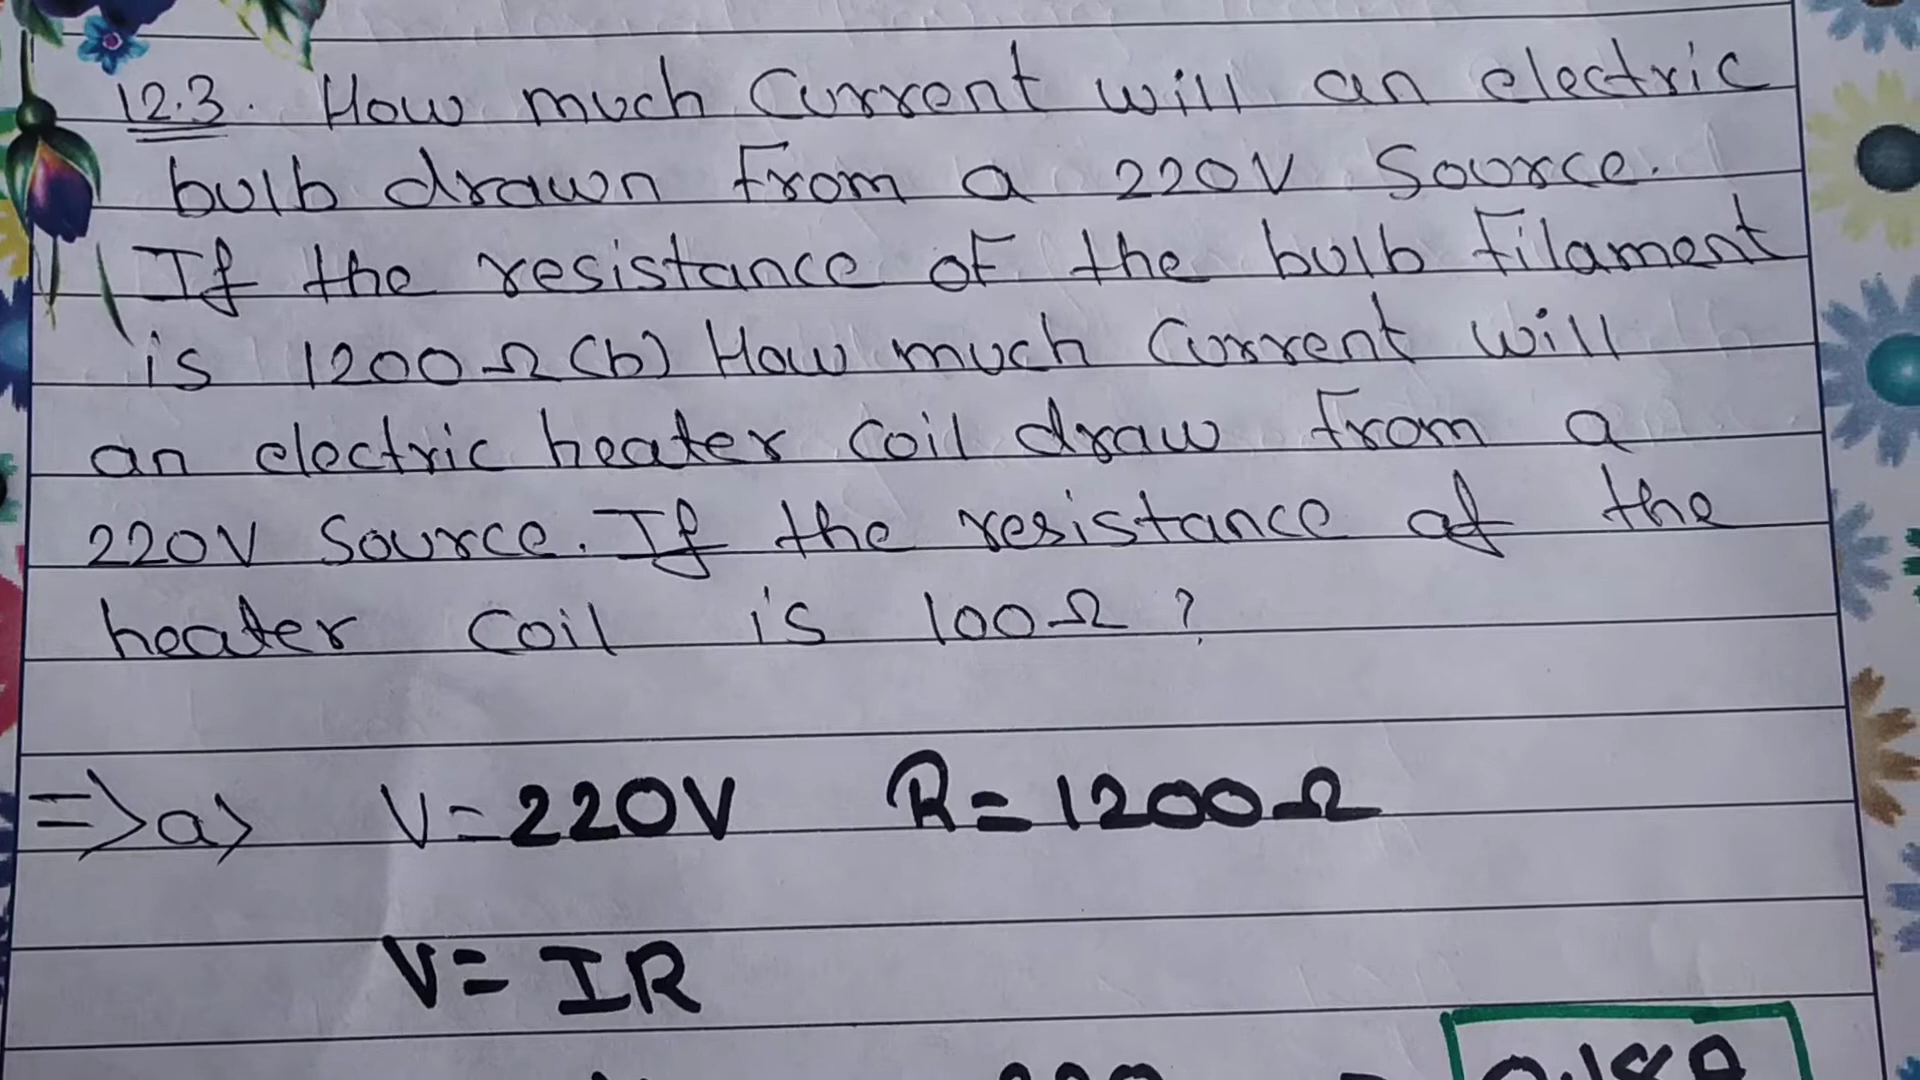 12.3. How much Current will an electric
bulb drawn from a 220V Source.
If the resistance of the bulb filament
is 1200Ω (b) How much Current will
an electric heater coil draw from a
220V Source. If the resistance of the
heater coil is 100Ω ?
=> a> V=220V R=1200Ω
V= IR